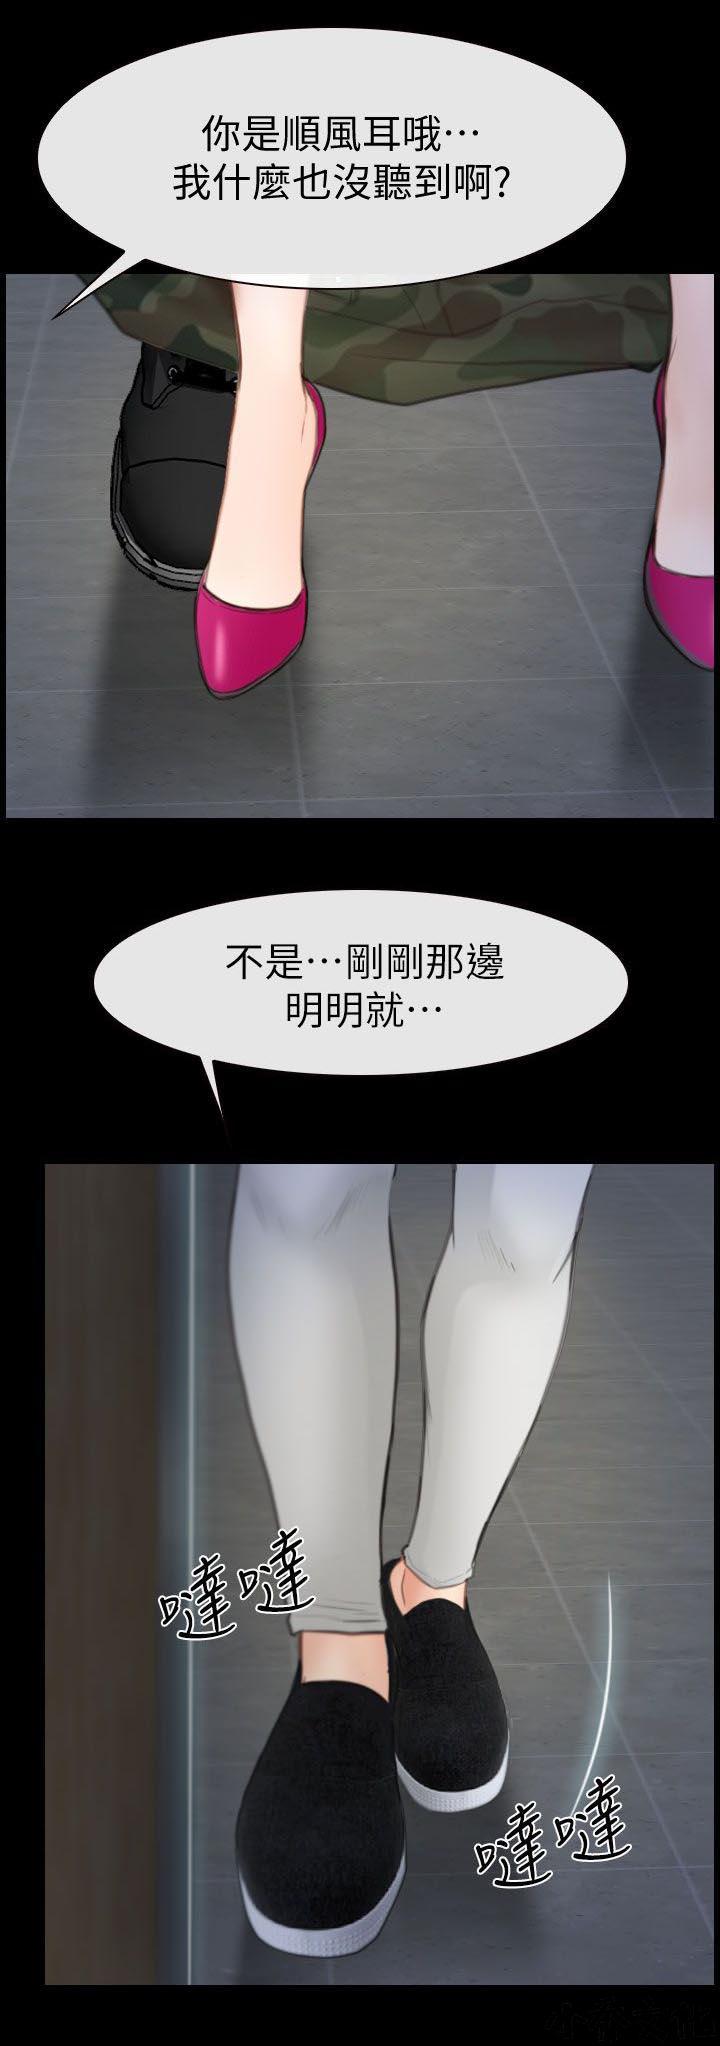 你是順風耳哦⋯
我什麼也沒聽到啊?
不是⋯剛剛那邊
明明就⋯
噠噠
噠噠